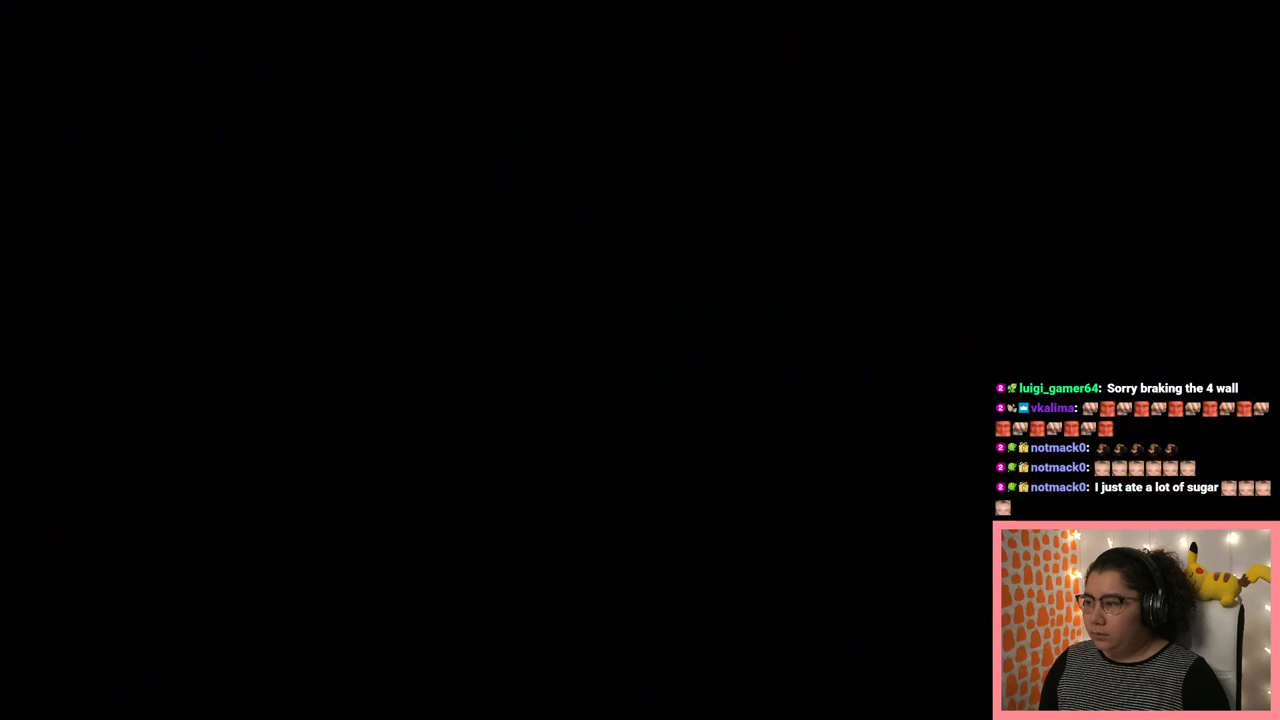 luigi_gamer64: Sorry braking the 4 wall
vkalima:
notmack0:
notmack0:
notmack0: I just ate a lot of sugar